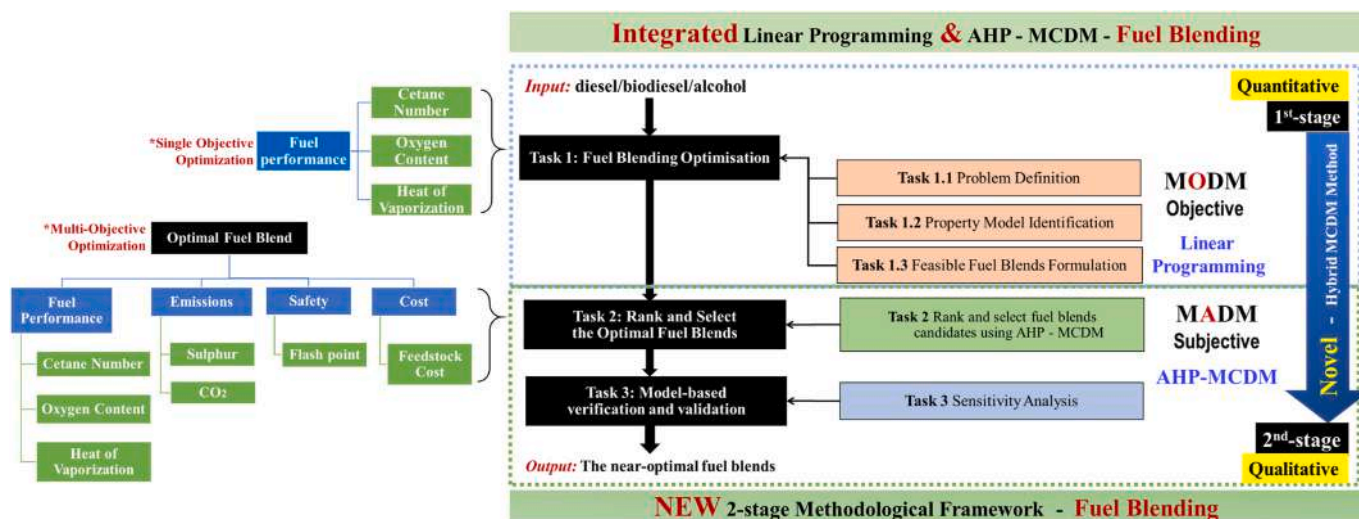 Integrated Linear Programming & AHP - MCDM - Fuel Blending
Input: diesel/biodiesel/alcohol
Quantitative
1st-stage
Cetane
Number
*Single Objective
Optimization
Fuel
performance
Oxygen
Content
Heat of
Vaporization
Task 1: Fuel Blending Optimisation
Task 1.1 Problem Definition
Task 1.2 Property Model Identification
Task 1.3 Feasible Fuel Blends Formulation
MODM
Objective
Linear
Programming
*Multi-Objective
Optimization
Optimal Fuel Blend
Fuel
Performance
Emissions
Safety
Cost
Cetane Number
Oxygen Content
Heat of
Vaporization
Sulphur
CO₂
Flash point
Feedstock
Cost
Task 2: Rank and Select
the Optimal Fuel Blends
Task 2 Rank and select fuel blends
candidates using AHP - MCDM
MADM
Subjective
AHP-MCDM
Task 3: Model-based
verification and validation
Task 3 Sensitivity Analysis
Novel - Hybrid MCDM Method
2nd-stage
Qualitative
Output: The near-optimal fuel blends
NEW 2-stage Methodological Framework - Fuel Blending